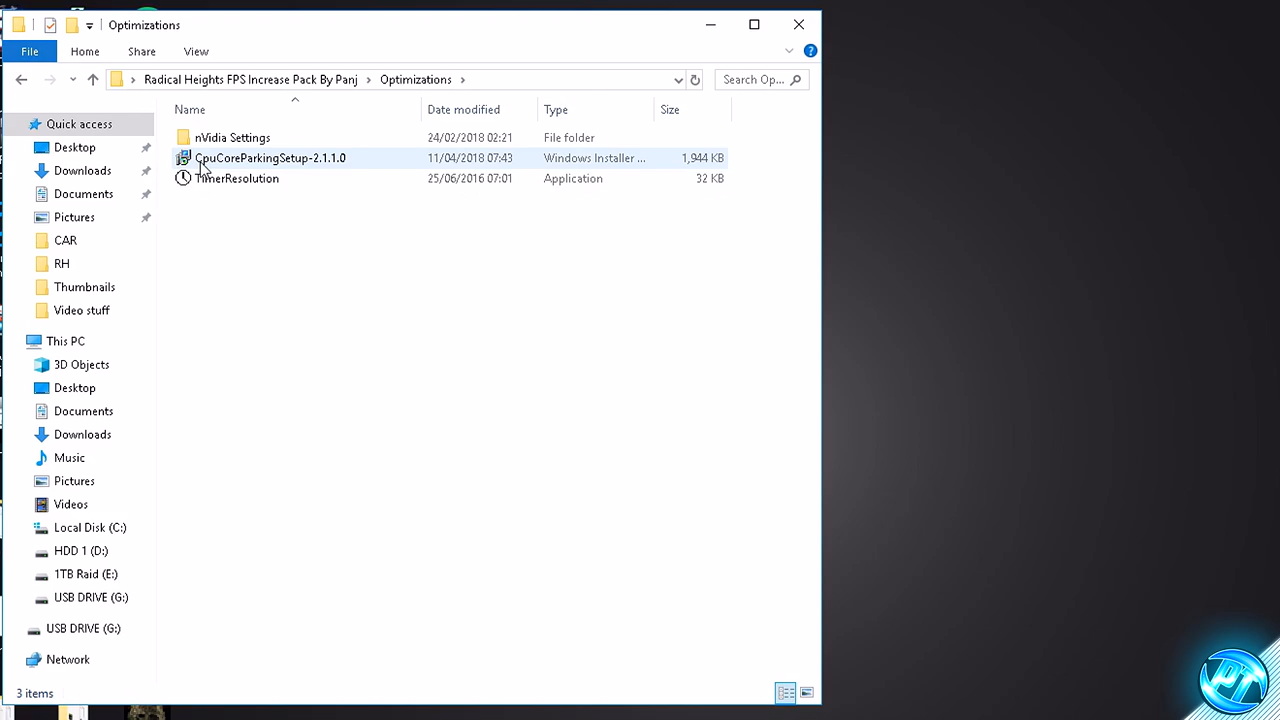 Optimizations
File Home Share View
Radical Heights FPS Increase Pack By Panj Optimizations Search Op...
Name Date modified Type Size
nVidia Settings 24/02/2018 02:21 File folder
CpuCoreParkingSetup-2.1.1.0 11/04/2018 07:43 Windows Installer ... 1,944 KB
TimerResolution 25/06/2016 07:01 Application 32 KB
Quick access
Desktop
Downloads
Documents
Pictures
CAR
RH
Thumbnails
Video stuff
This PC
3D Objects
Desktop
Documents
Downloads
Music
Pictures
Videos
Local Disk (C:)
HDD 1 (D:)
1TB Raid (E:)
USB DRIVE (G:)
USB DRIVE (G:)
Network
3 items
PT